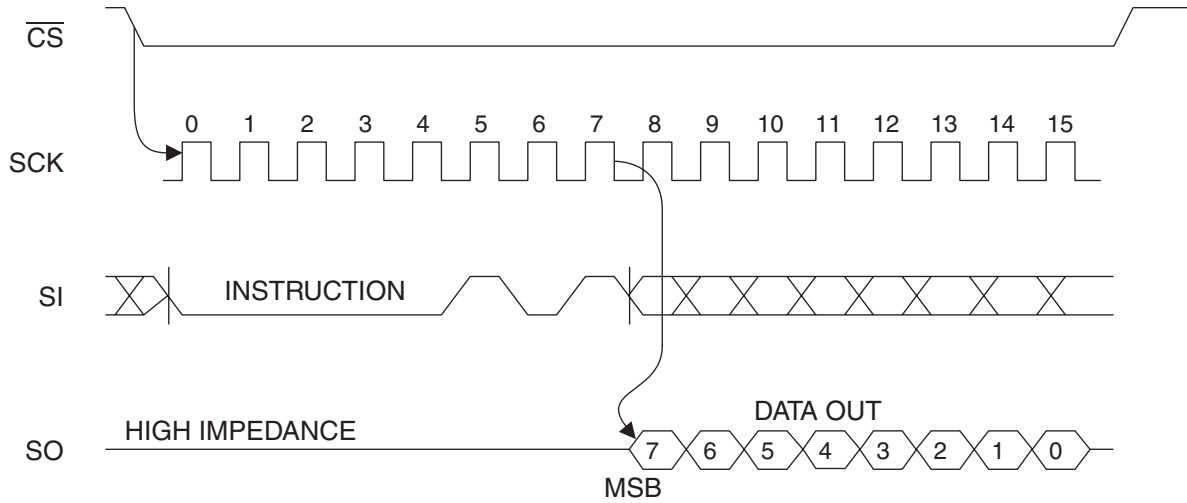 CS
0 1 2 3 4 5 6 7 8 9 10 11 12 13 14 15
SCK
SI INSTRUCTION
DATA OUT
HIGH IMPEDANCE
SO 7 6 5 4 3 2 1 0
MSB